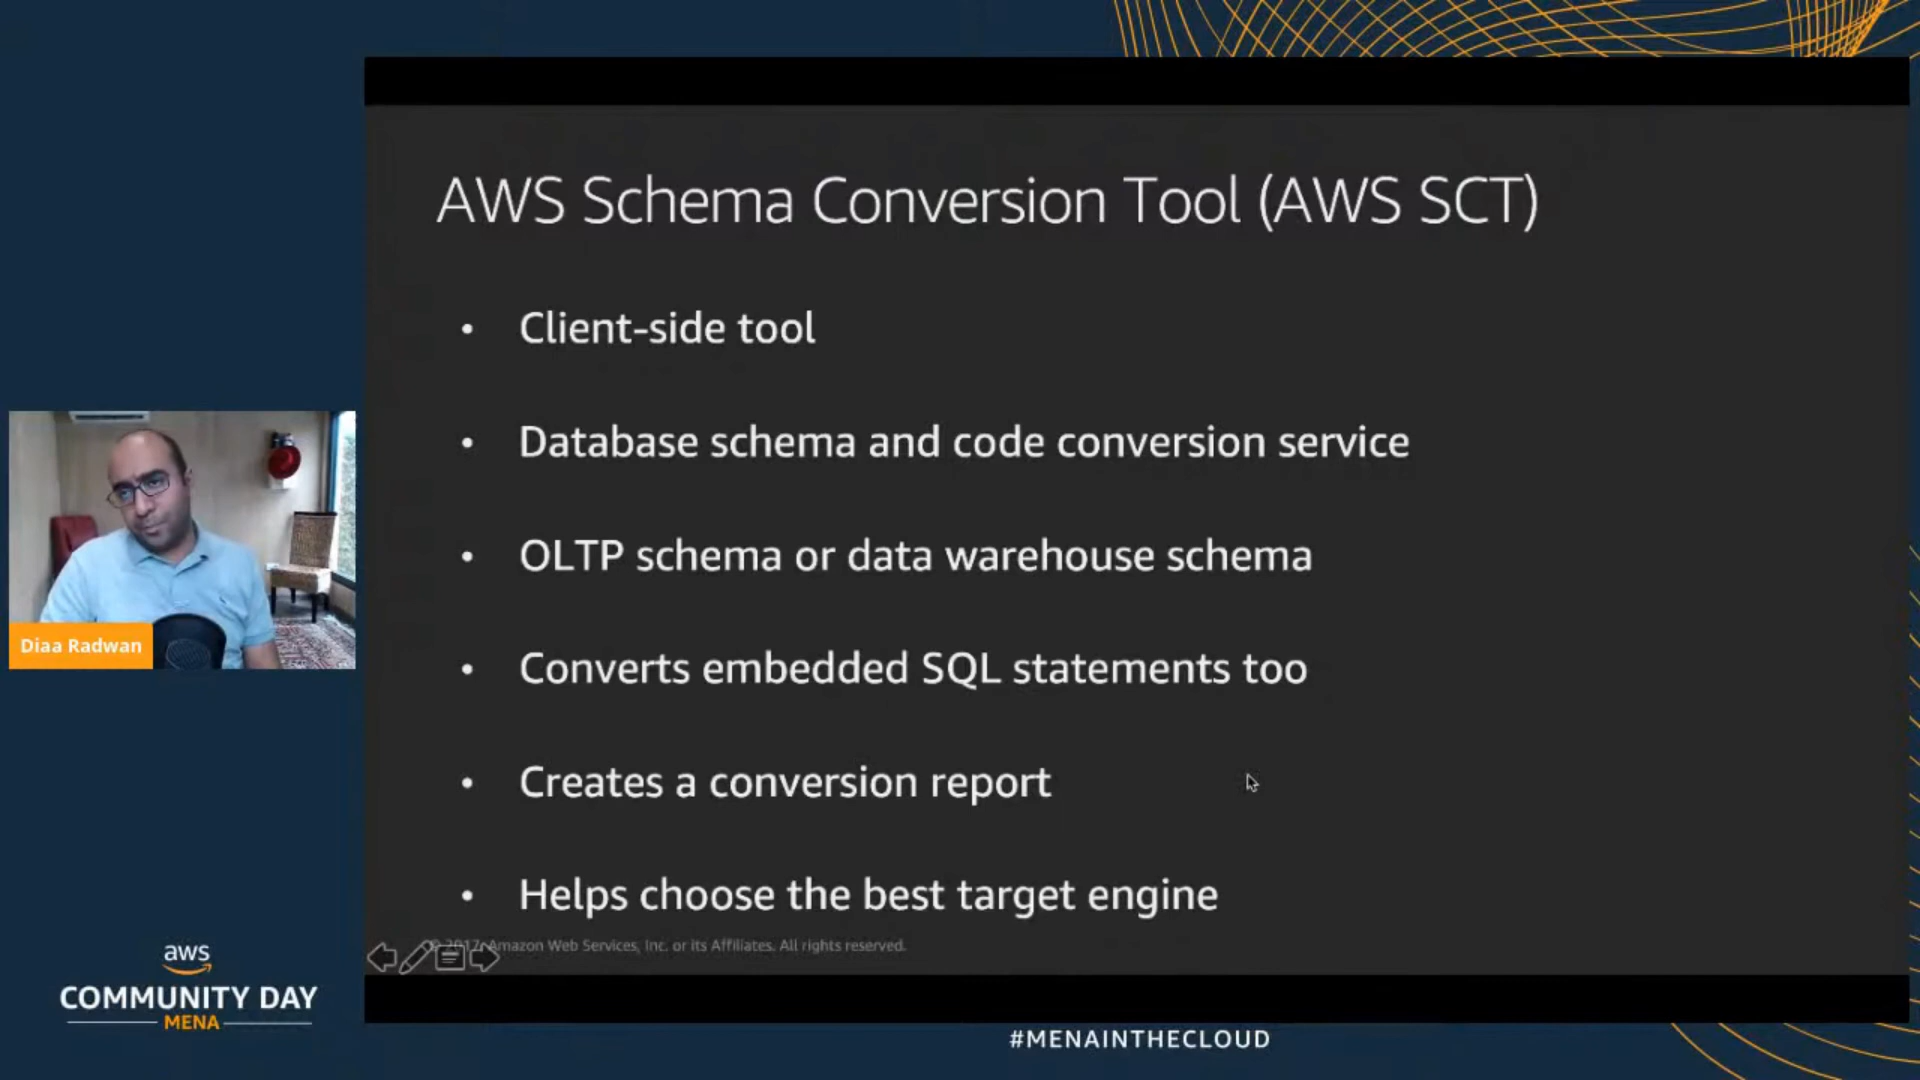 AWS Schema Conversion Tool (AWS SCT)
• Client-side tool
• Database schema and code conversion service
• OLTP schema or data warehouse schema
• Converts embedded SQL statements too
• Creates a conversion report
• Helps choose the best target engine
© 2017, Amazon Web Services, Inc. or its Affiliates. All rights reserved.
Diaa Radwan
aws
COMMUNITY DAY
MENA
#MENAINTHECLOUD